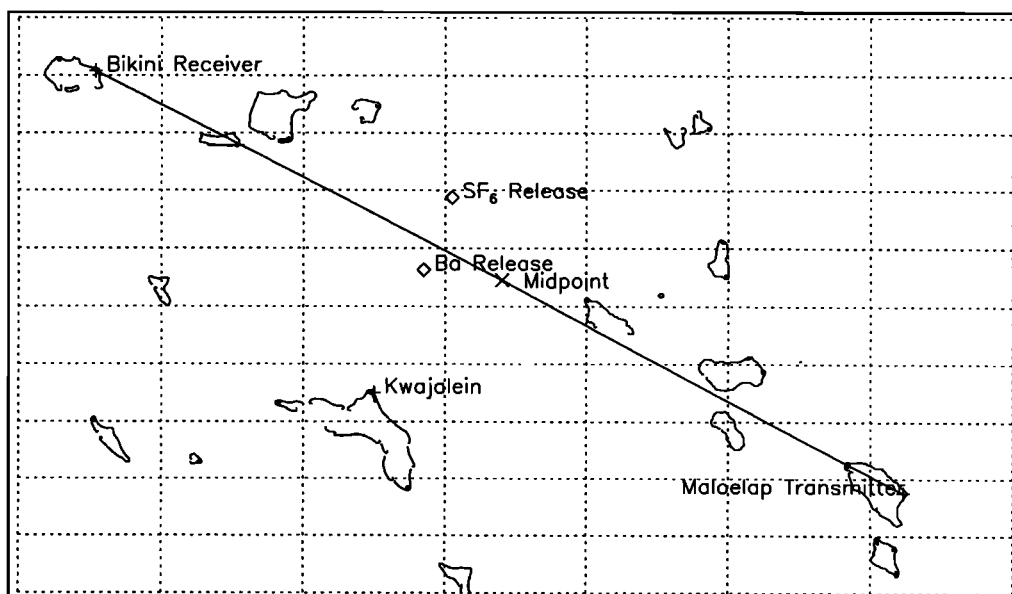 Bikini Receiver
SF₆ Release
Ba Release
Midpoint
Kwajalein
Maloelap Transmitter